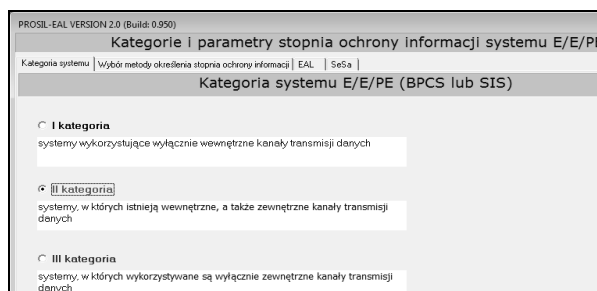 PROSIL-EAL VERSION 2.0 (Build: 0.950)
Kategorie i parametry stopnia ochrony informacji systemu E/E/PE
Kategoria systemu | Wybór metody określenia stopnia ochrony informacji | EAL | SeSa |
Kategoria systemu E/E/PE (BPCS lub SIS)
I kategoria
systemy wykorzystujące wyłącznie wewnętrzne kanały transmisji danych
II kategoria
systemy, w których istnieją wewnętrzne, a także zewnętrzne kanały transmisji
danych
III kategoria
systemy, w których wykorzystywane są wyłącznie zewnętrzne kanały transmisji
danych